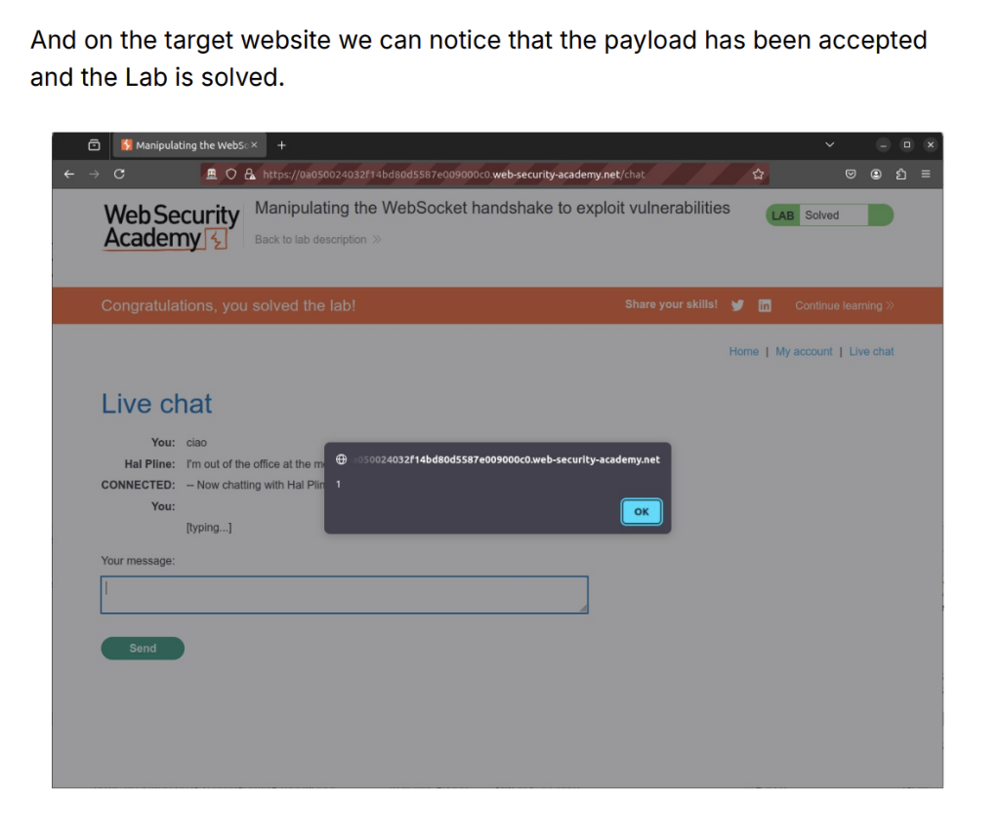 And on the target website we can notice that the payload has been accepted
and the Lab is solved.
Manipulating the WebSo
https://0a050024032f14bd80d5587e009000c0.web-security-academy.net/chat
WebSecurity
Academy
Manipulating the WebSocket handshake to exploit vulnerabilities
Back to lab description
LAB Solved
Congratulations, you solved the lab!
Share your skills!
Continue learning
Home | My account | Live chat
Live chat
You: ciao
Hal Pline: I'm out of the office at the m
CONNECTED: -- Now chatting with Hal Plin
You:
[typing...]
050024032f14bd80d5587e009000c0.web-security-academy.net
1
OK
Your message:
Send